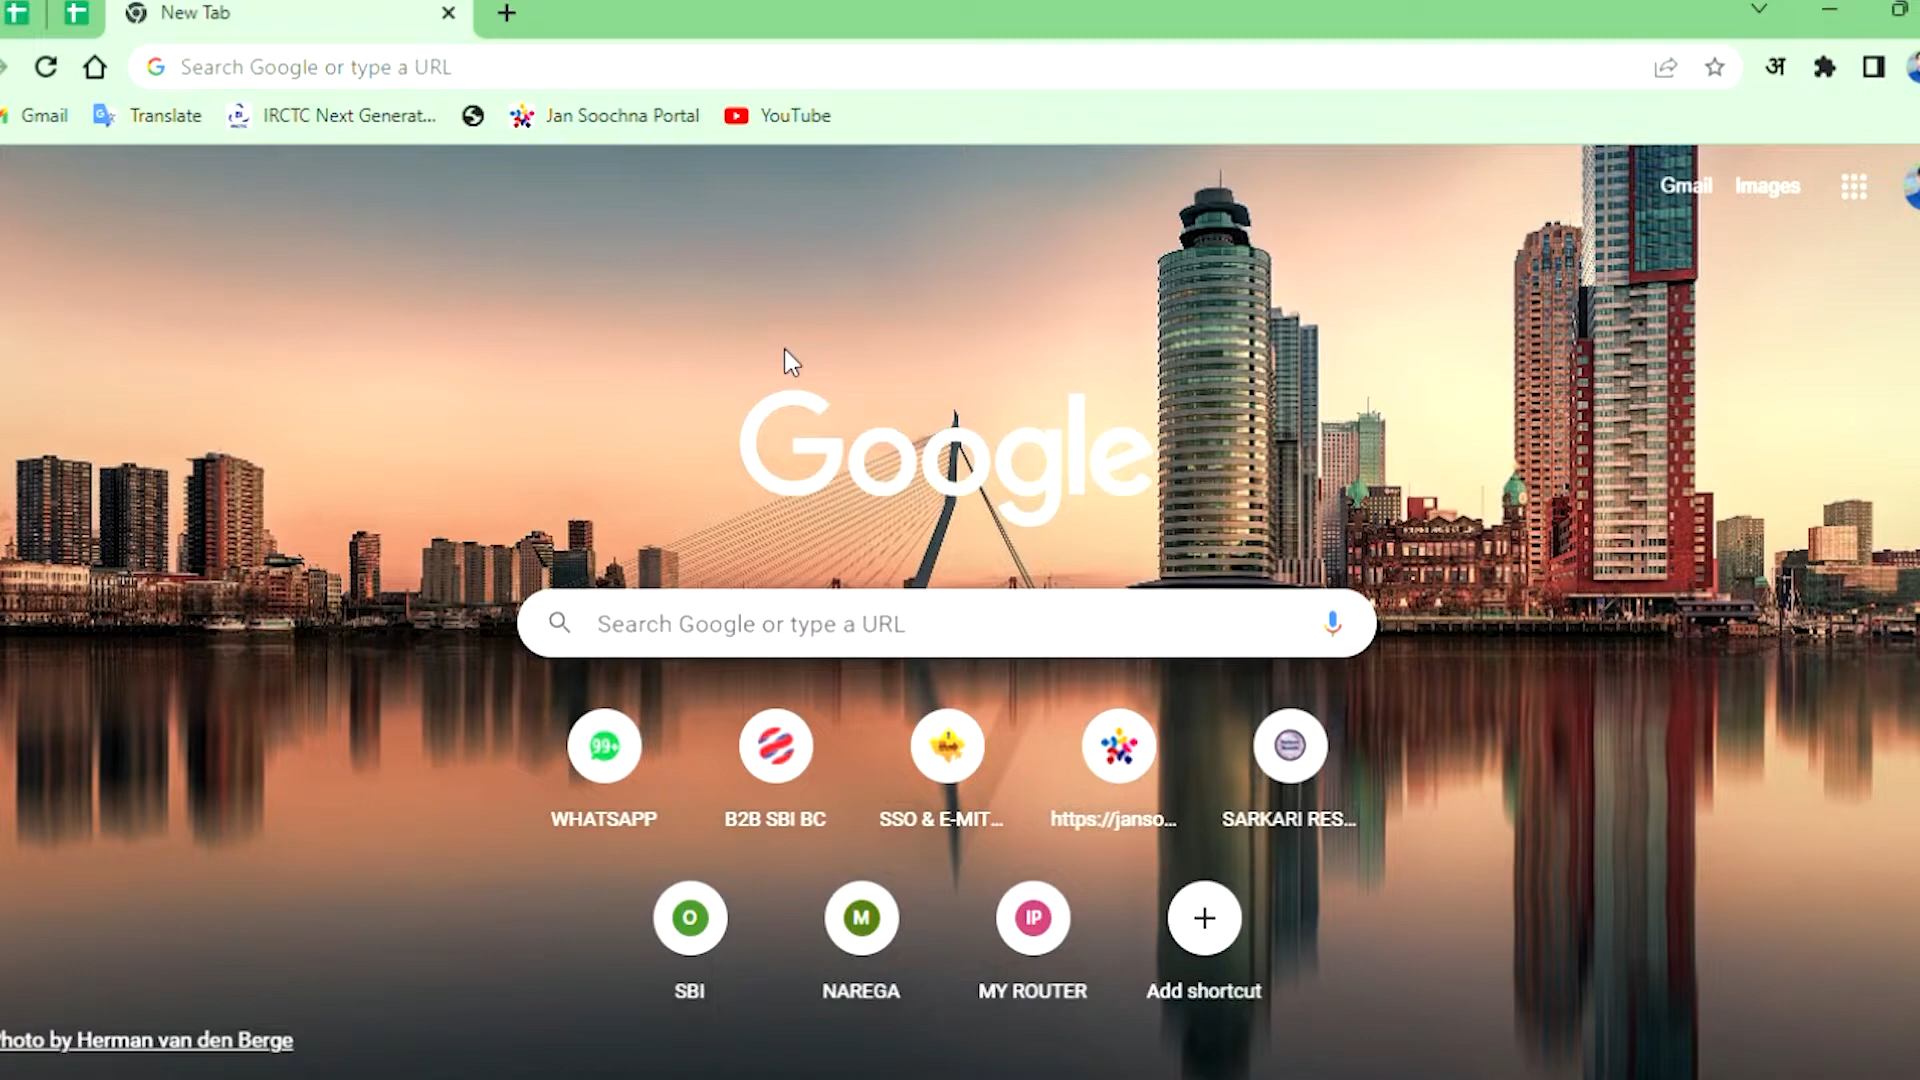 New Tab
Search Google or type a URL
अ
Gmail
Translate
IRCTC Next Generat...
Jan Soochna Portal
YouTube
Gmail
Images
Google
Search Google or type a URL
99+
WHATSAPP
B2B SBI BC
SSO & E-MIT...
https://janso...
SARKARI RES...
O
M
IP
SBI
NAREGA
MY ROUTER
Add shortcut
hoto by Herman van den Berge